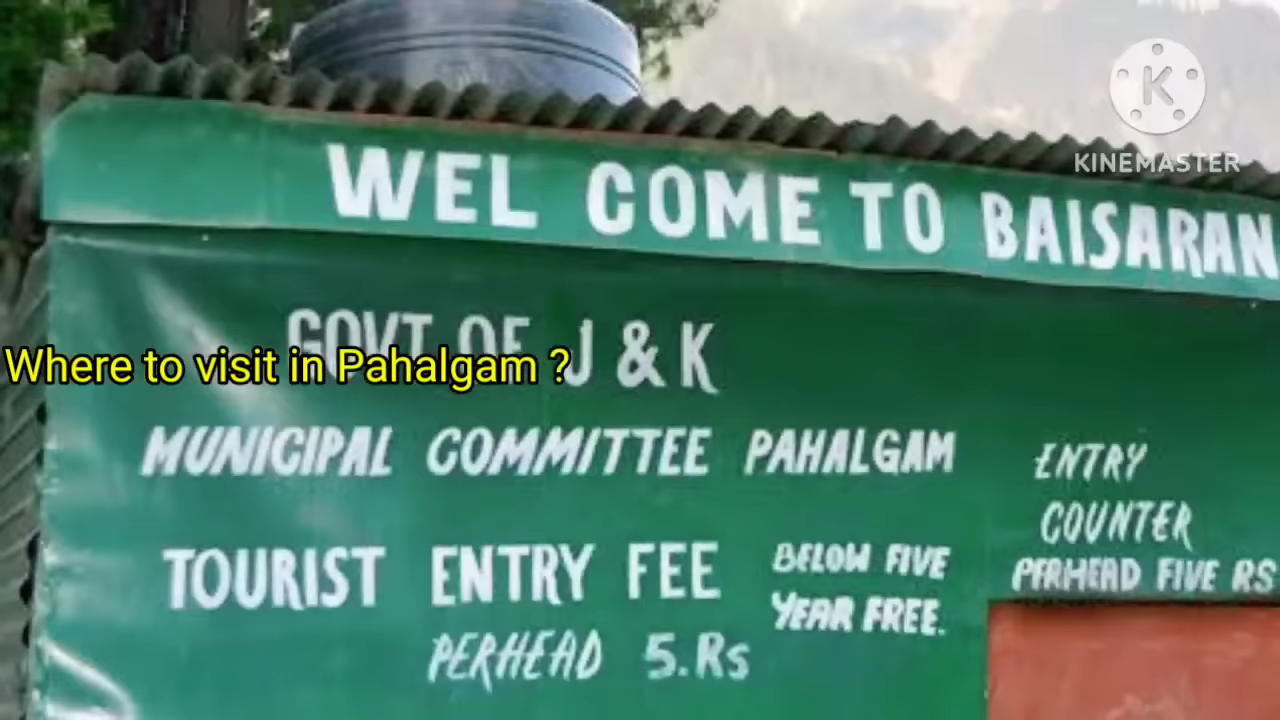 KINEMASTER
WEL COME TO BAISARAN
GOVT OF J & K
Where to visit in Pahalgam ?
MUNICIPAL COMMITTEE PAHALGAM
ENTRY
COUNTER
PERHEAD FIVE RS
TOURIST ENTRY FEE
BELOW FIVE
YEAR FREE.
PERHEAD 5.Rs